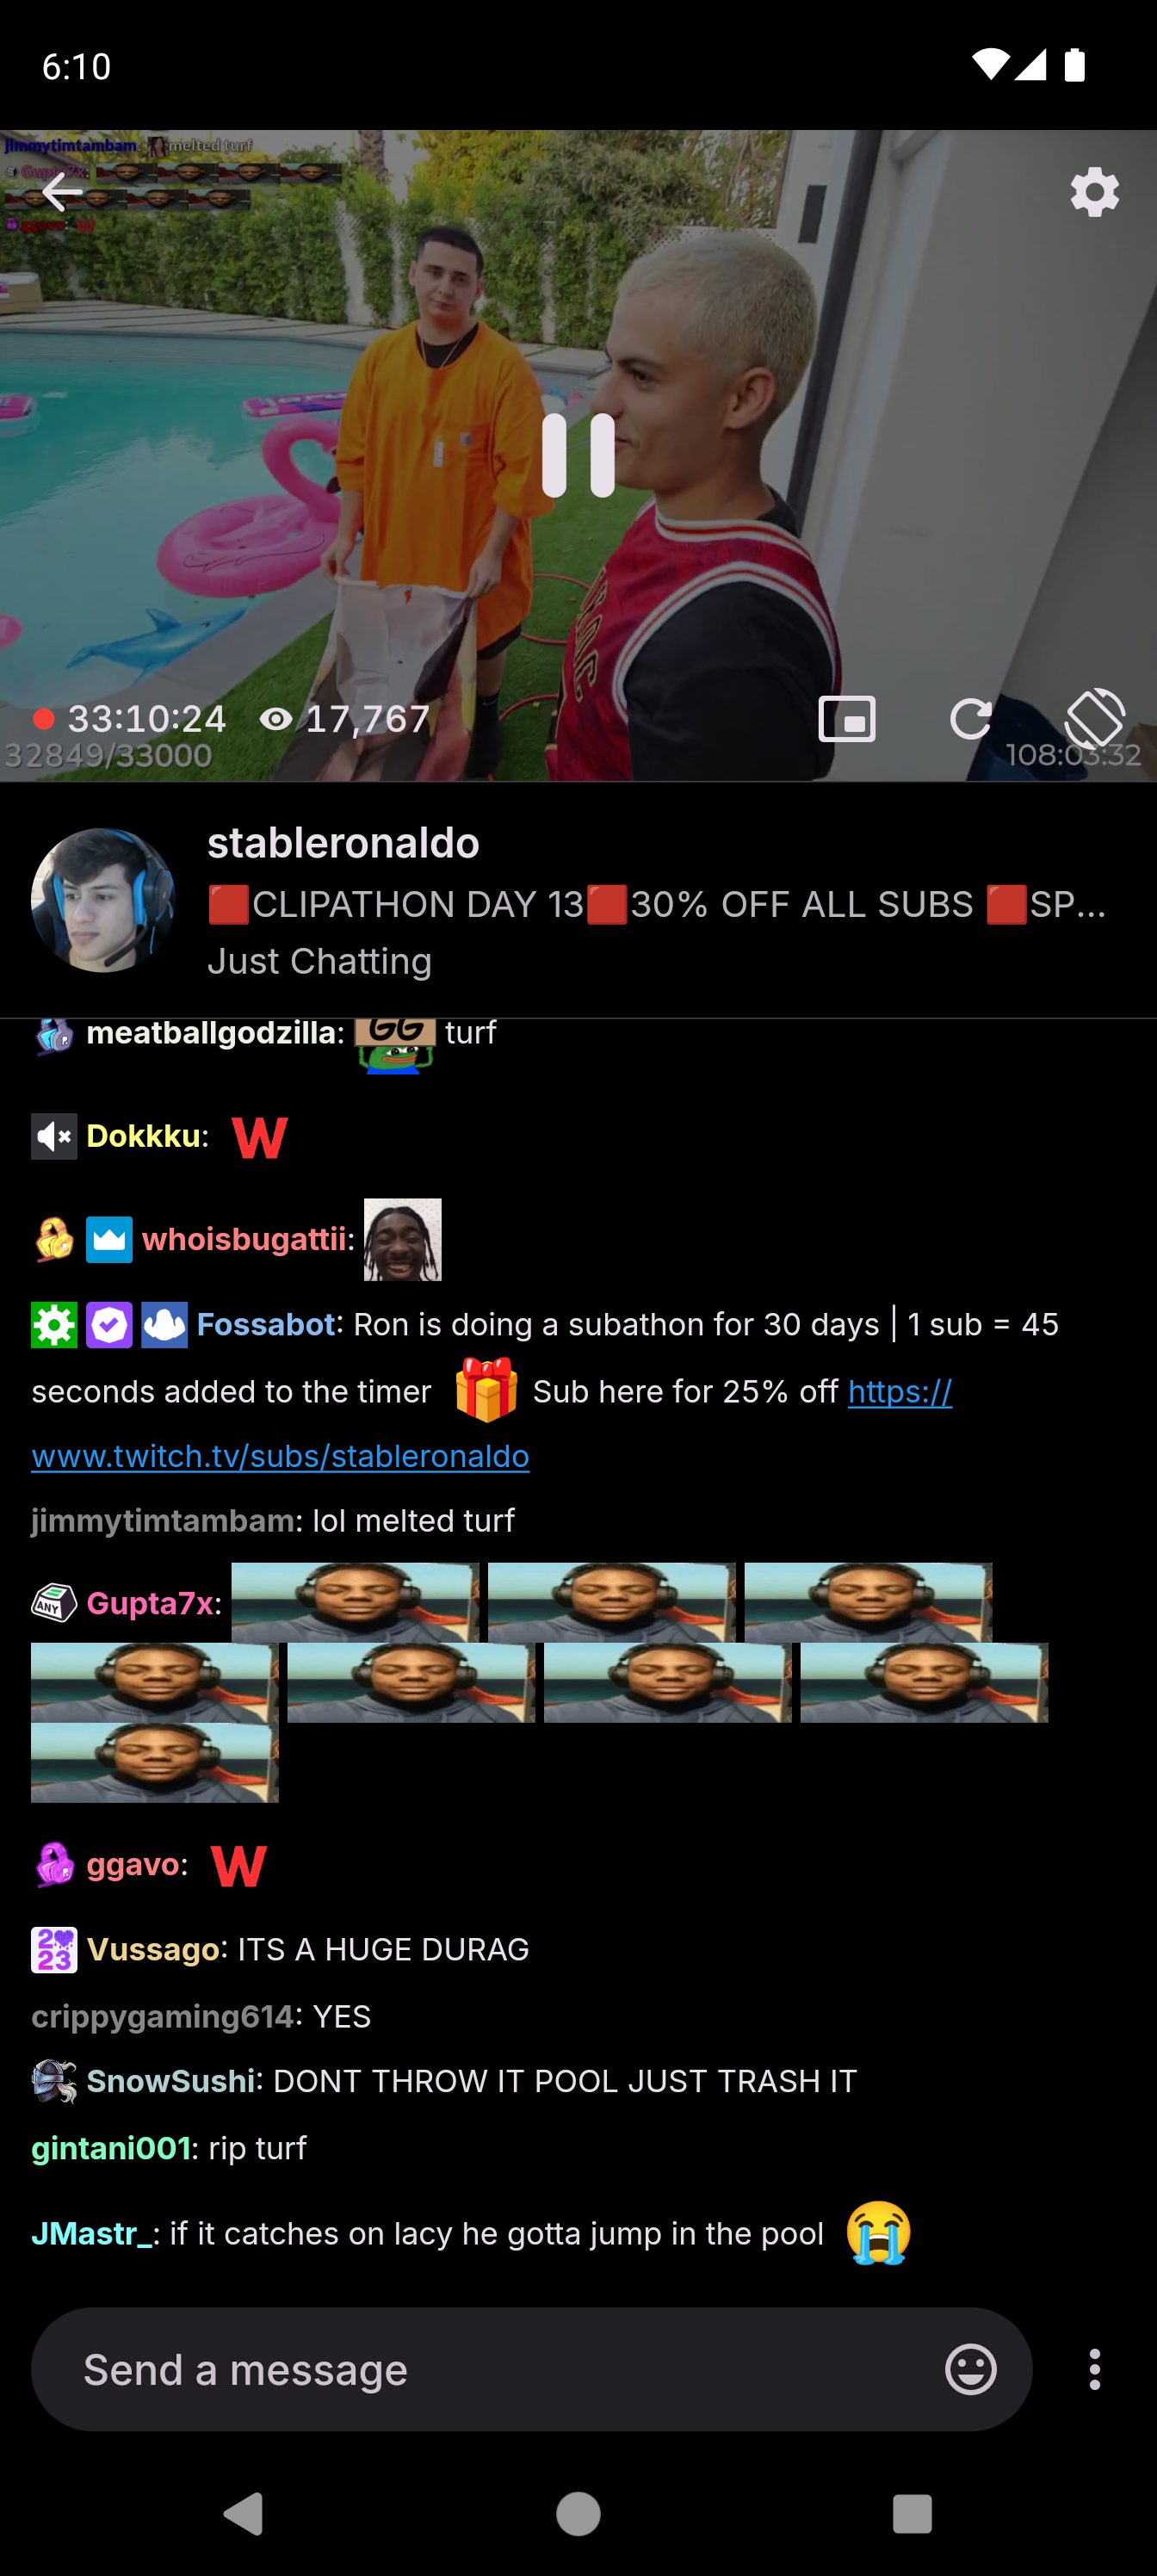 6:10
jimmytimtambam: melted turf
Gupta7x:
ggavo: W
33:10:24 17,767
32849/33000 108:03:32
stableronaldo
🟥CLIPATHON DAY 13🟥30% OFF ALL SUBS 🟥SP...
Just Chatting
meatballgodzilla: GG turf
Dokkku: W
whoisbugattii:
Fossabot: Ron is doing a subathon for 30 days | 1 sub = 45
seconds added to the timer 🎁 Sub here for 25% off https://
www.twitch.tv/subs/stableronaldo
jimmytimtambam: lol melted turf
ANY Gupta7x:
ggavo: W
2023 Vussago: ITS A HUGE DURAG
crippygaming614: YES
SnowSushi: DONT THROW IT POOL JUST TRASH IT
gintani001: rip turf
JMastr_: if it catches on lacy he gotta jump in the pool 😭
Send a message